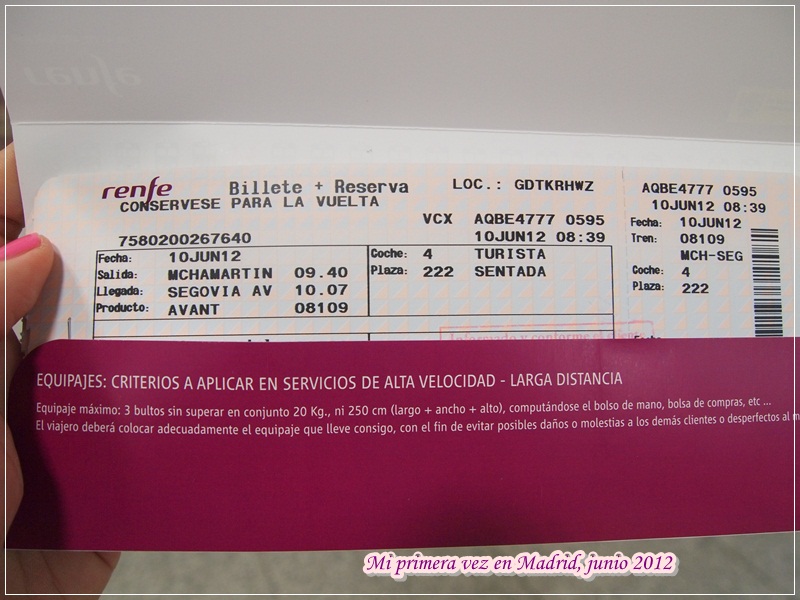 renfe
renfe Billete + Reserva LOC.: GDTKRHWZ
CONSERVESE PARA LA VUELTA
VCX AQBE4777 0595
7580200267640 10JUN12 08:39
Fecha: 10JUN12 Coche: 4 TURISTA
Salida: MCHAMARTIN 09.40 Plaza: 222 SENTADA
Llegada: SEGOVIA AV 10.07
Producto: AVANT 08109
Informado y conforme el
AQBE4777 0595
10JUN12 08:39
Fecha: 10JUN12
Tren: 08109
MCH-SEG
Coche: 4
Plaza: 222
EQUIPAJES: CRITERIOS A APLICAR EN SERVICIOS DE ALTA VELOCIDAD - LARGA DISTANCIA
Equipaje máximo: 3 bultos sin superar en conjunto 20 Kg., ni 250 cm (largo + ancho + alto), computándose el bolso de mano, bolsa de compras, etc ...
El viajero deberá colocar adecuadamente el equipaje que lleve consigo, con el fin de evitar posibles daños o molestias a los demás clientes o desperfectos al
Mi primera vez en Madrid, junio 2012